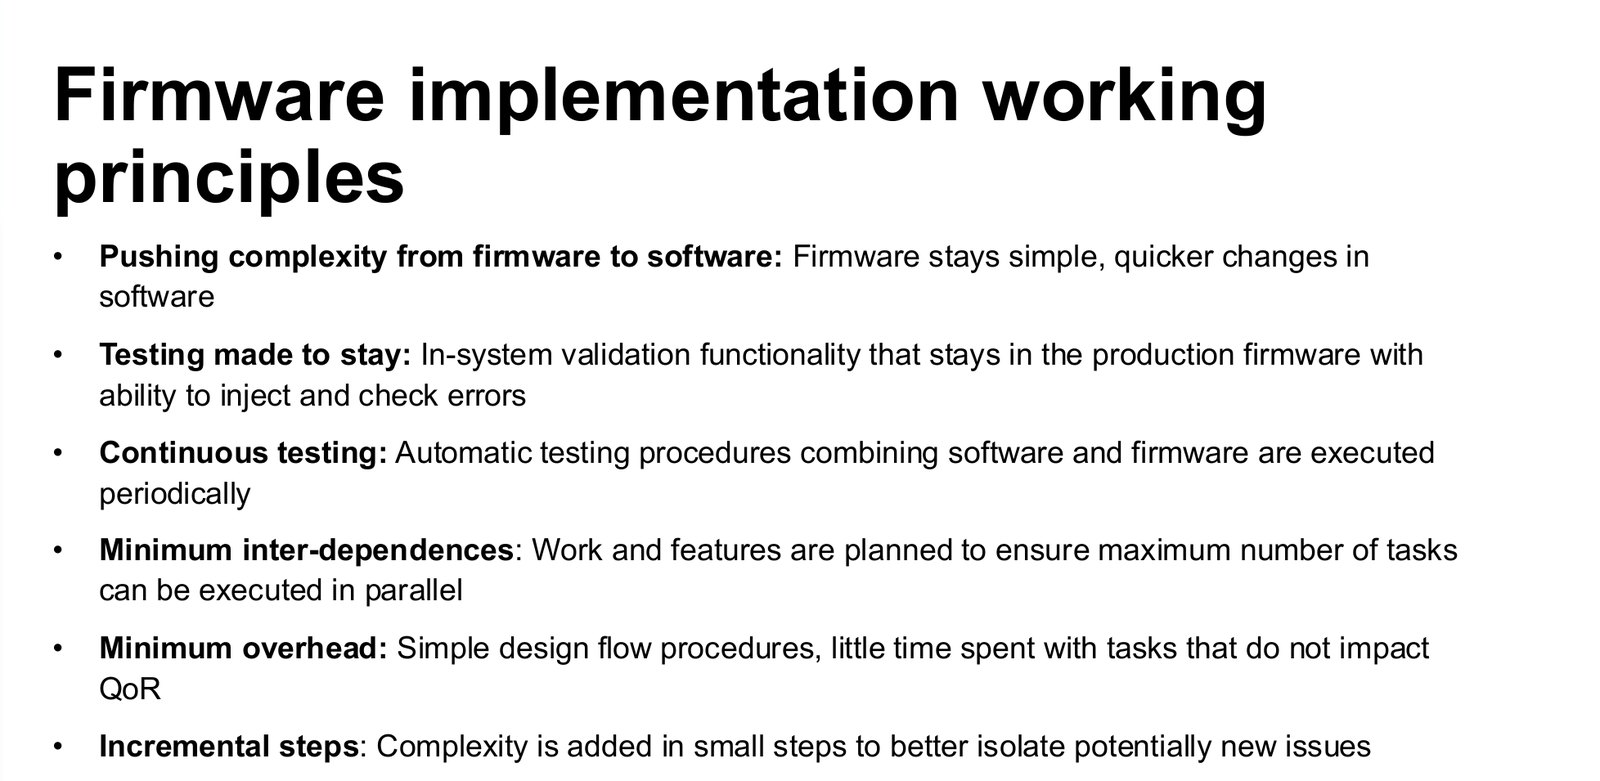 Firmware implementation working
principles
• Pushing complexity from firmware to software: Firmware stays simple, quicker changes in
software
• Testing made to stay: In-system validation functionality that stays in the production firmware with
ability to inject and check errors
• Continuous testing: Automatic testing procedures combining software and firmware are executed
periodically
• Minimum inter-dependences: Work and features are planned to ensure maximum number of tasks
can be executed in parallel
• Minimum overhead: Simple design flow procedures, little time spent with tasks that do not impact
QoR
• Incremental steps: Complexity is added in small steps to better isolate potentially new issues